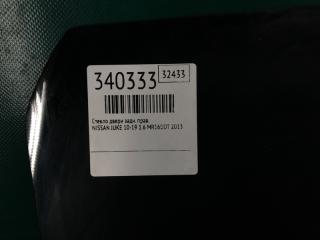 340333 32433
Стекло двери задн. прав.
NISSAN JUKE 10-19 1.6 MR16DDT 2013